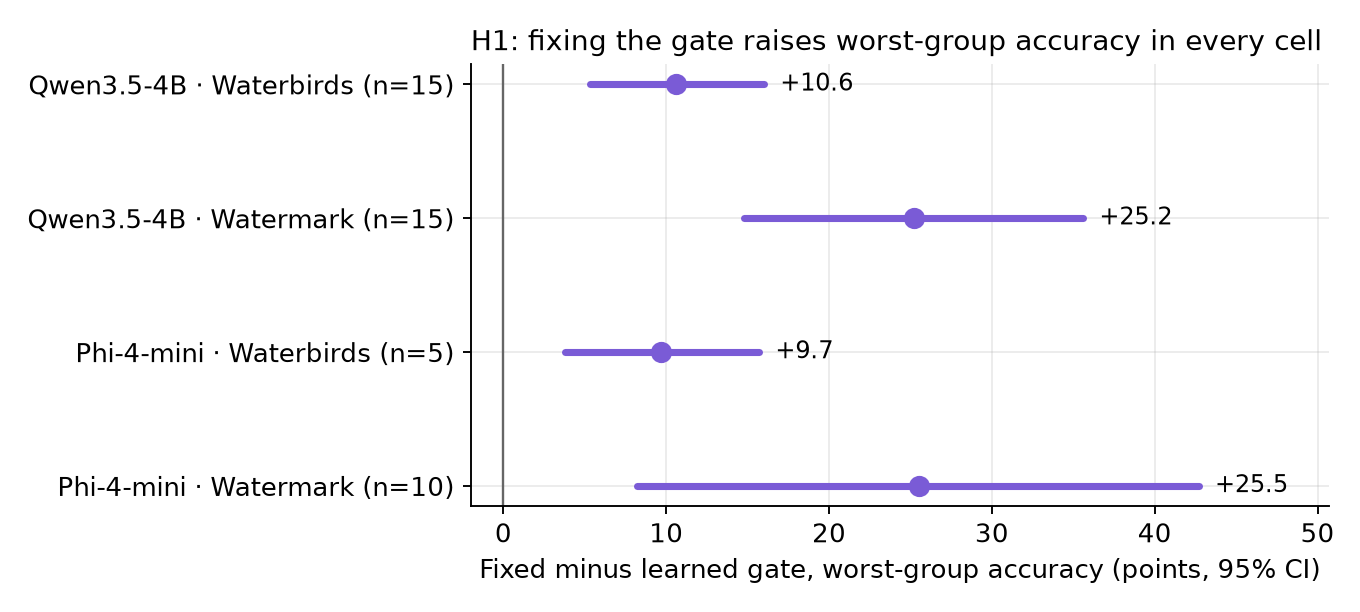 H1: fixing the gate raises worst-group accuracy in every cell
Qwen3.5-4B · Waterbirds (n=15)
+10.6
Qwen3.5-4B · Watermark (n=15)
+25.2
Phi-4-mini · Waterbirds (n=5)
+9.7
Phi-4-mini · Watermark (n=10)
+25.5
0 10 20 30 40 50
Fixed minus learned gate, worst-group accuracy (points, 95% CI)